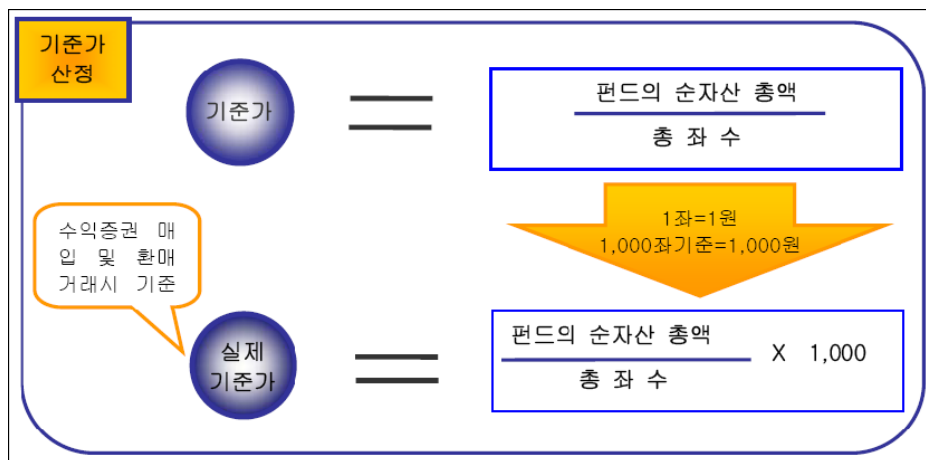 기준가
산정
기준가
펀드의 순자산 총액
총 좌 수
1좌=1원
1,000좌기준=1,000원
수익증권 매
입 및 환매
거래시 기준
실제
기준가
펀드의 순자산 총액
총 좌 수
X 1,000